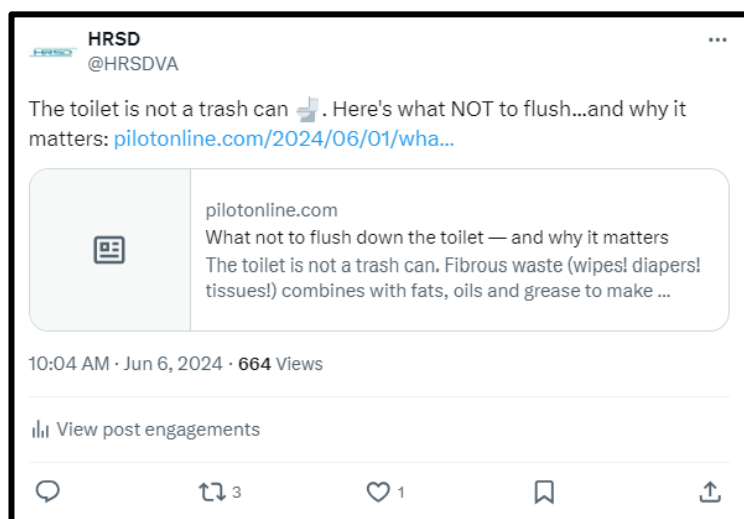 HRSD
HRSD
@HRSDVA
The toilet is not a trash can 🚽. Here's what NOT to flush...and why it
matters: pilotonline.com/2024/06/01/wha...
pilotonline.com
What not to flush down the toilet — and why it matters
The toilet is not a trash can. Fibrous waste (wipes! diapers!
tissues!) combines with fats, oils and grease to make ...
10:04 AM · Jun 6, 2024 · 664 Views
View post engagements
3
1